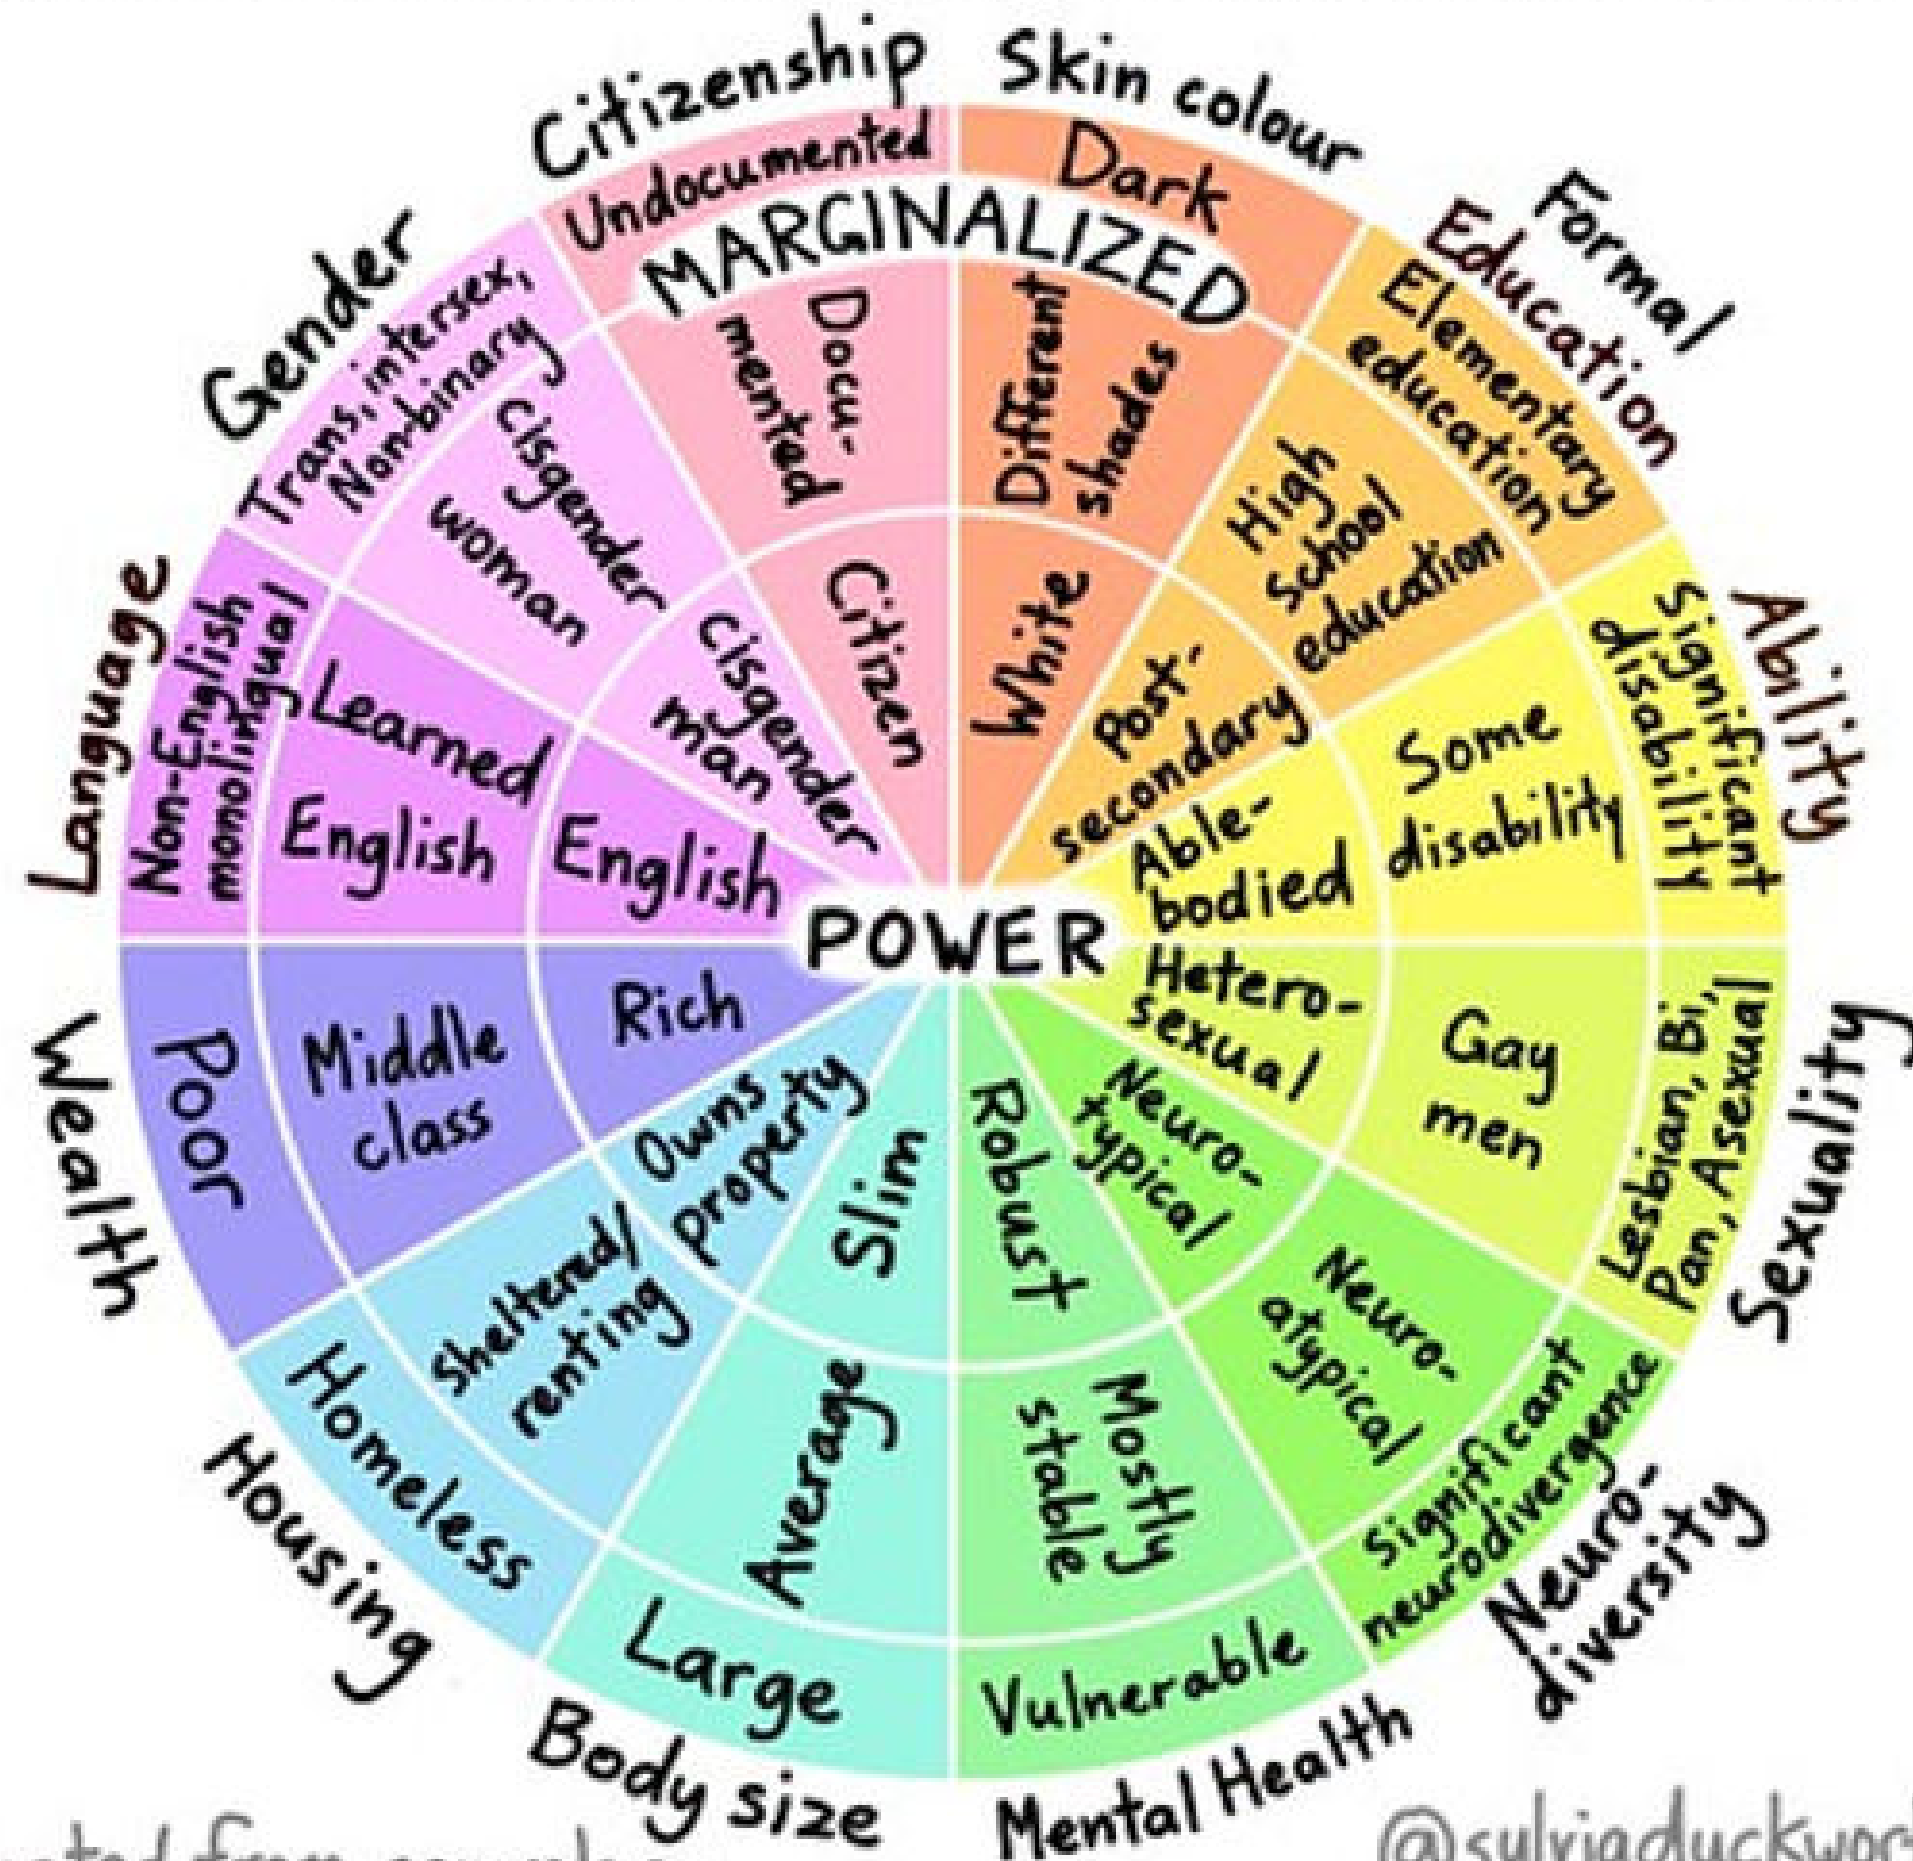 Citizenship
Undocumented
Docu-
mented
Citizen
Skin colour
Dark
Different
shades
White
Formal
Education
Elementary
education
High
school
education
Post-
secondary
Ability
Significant
disability
Some
disability
Able-
bodied
Sexuality
Lesbian, Bi,
Pan, Asexual
Gay
men
Hetero-
sexual
Neuro-
diversity
Significant
neurodivergence
Neuro-
atypical
Neuro-
typical
Mental Health
Vulnerable
Mostly
stable
Robust
Body size
Large
Average
Slim
Housing
Homeless
Sheltered/
renting
Owns
property
Wealth
Poor
Middle
class
Rich
Language
Non-English
monolingual
Learned
English
English
Gender
Trans, intersex,
Non-binary
Cisgender
woman
Cisgender
man
MARGINALIZED
POWER
@sylviaduckwor